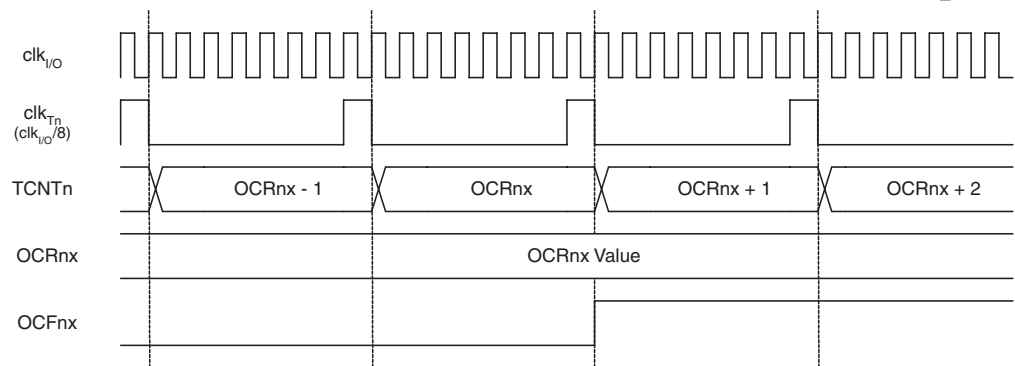 clkI/O
clkTn
(clkI/O/8)
TCNTn
OCRnx - 1
OCRnx
OCRnx + 1
OCRnx + 2
OCRnx
OCRnx Value
OCFnx